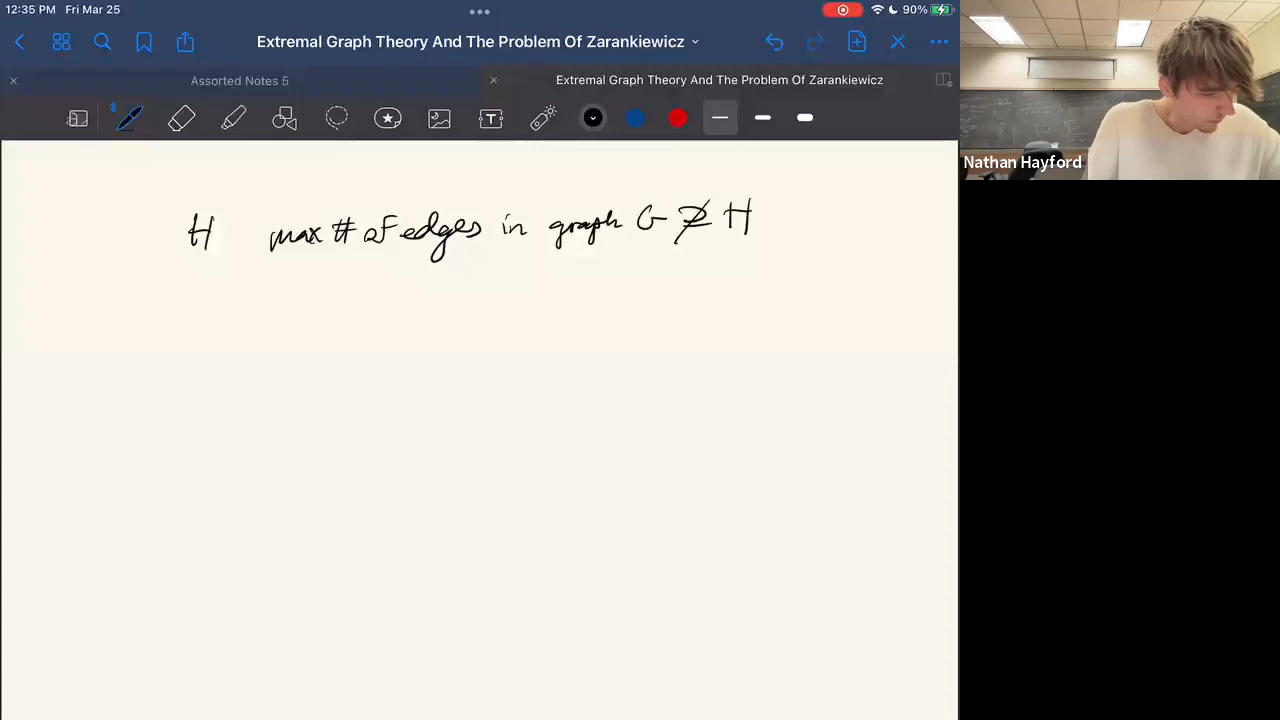 12:35 PM Fri Mar 25
90%
Extremal Graph Theory And The Problem Of Zarankiewicz
Assorted Notes 5
Extremal Graph Theory And The Problem Of Zarankiewicz
T
Nathan Hayford
H max # of edges in graph G ⊉ H